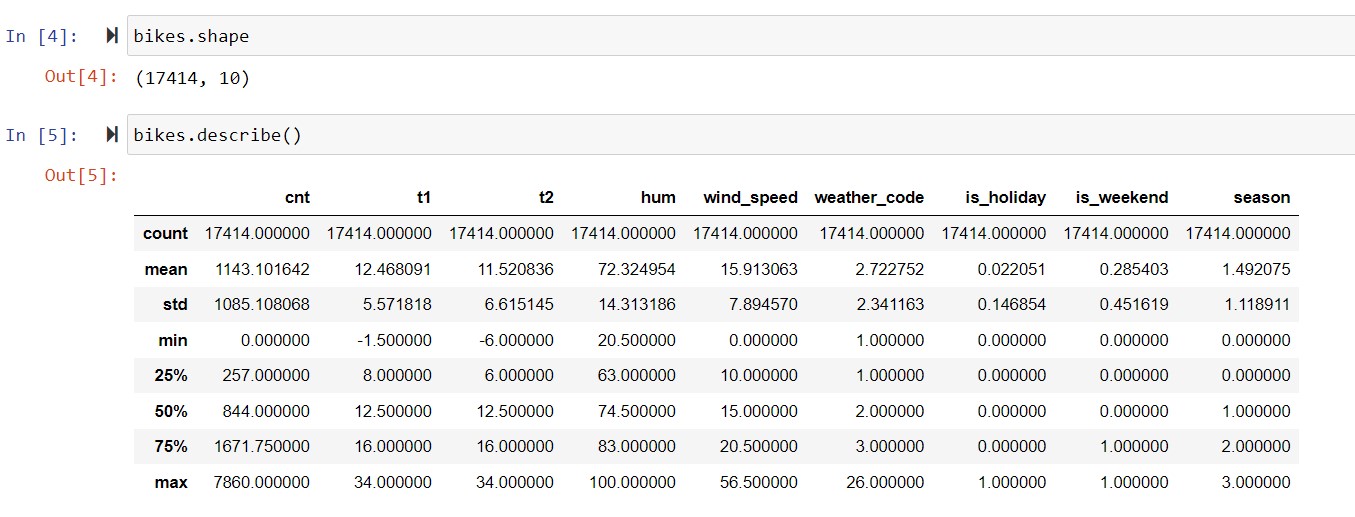 In [4]: bikes.shape
Out[4]: (17414, 10)
In [5]: bikes.describe()
Out[5]:
cnt t1 t2 hum wind_speed weather_code is_holiday is_weekend season
count 17414.000000 17414.000000 17414.000000 17414.000000 17414.000000 17414.000000 17414.000000 17414.000000 17414.000000
mean 1143.101642 12.468091 11.520836 72.324954 15.913063 2.722752 0.022051 0.285403 1.492075
std 1085.108068 5.571818 6.615145 14.313186 7.894570 2.341163 0.146854 0.451619 1.118911
min 0.000000 -1.500000 -6.000000 20.500000 0.000000 1.000000 0.000000 0.000000 0.000000
25% 257.000000 8.000000 6.000000 63.000000 10.000000 1.000000 0.000000 0.000000 0.000000
50% 844.000000 12.500000 12.500000 74.500000 15.000000 2.000000 0.000000 0.000000 1.000000
75% 1671.750000 16.000000 16.000000 83.000000 20.500000 3.000000 0.000000 1.000000 2.000000
max 7860.000000 34.000000 34.000000 100.000000 56.500000 26.000000 1.000000 1.000000 3.000000